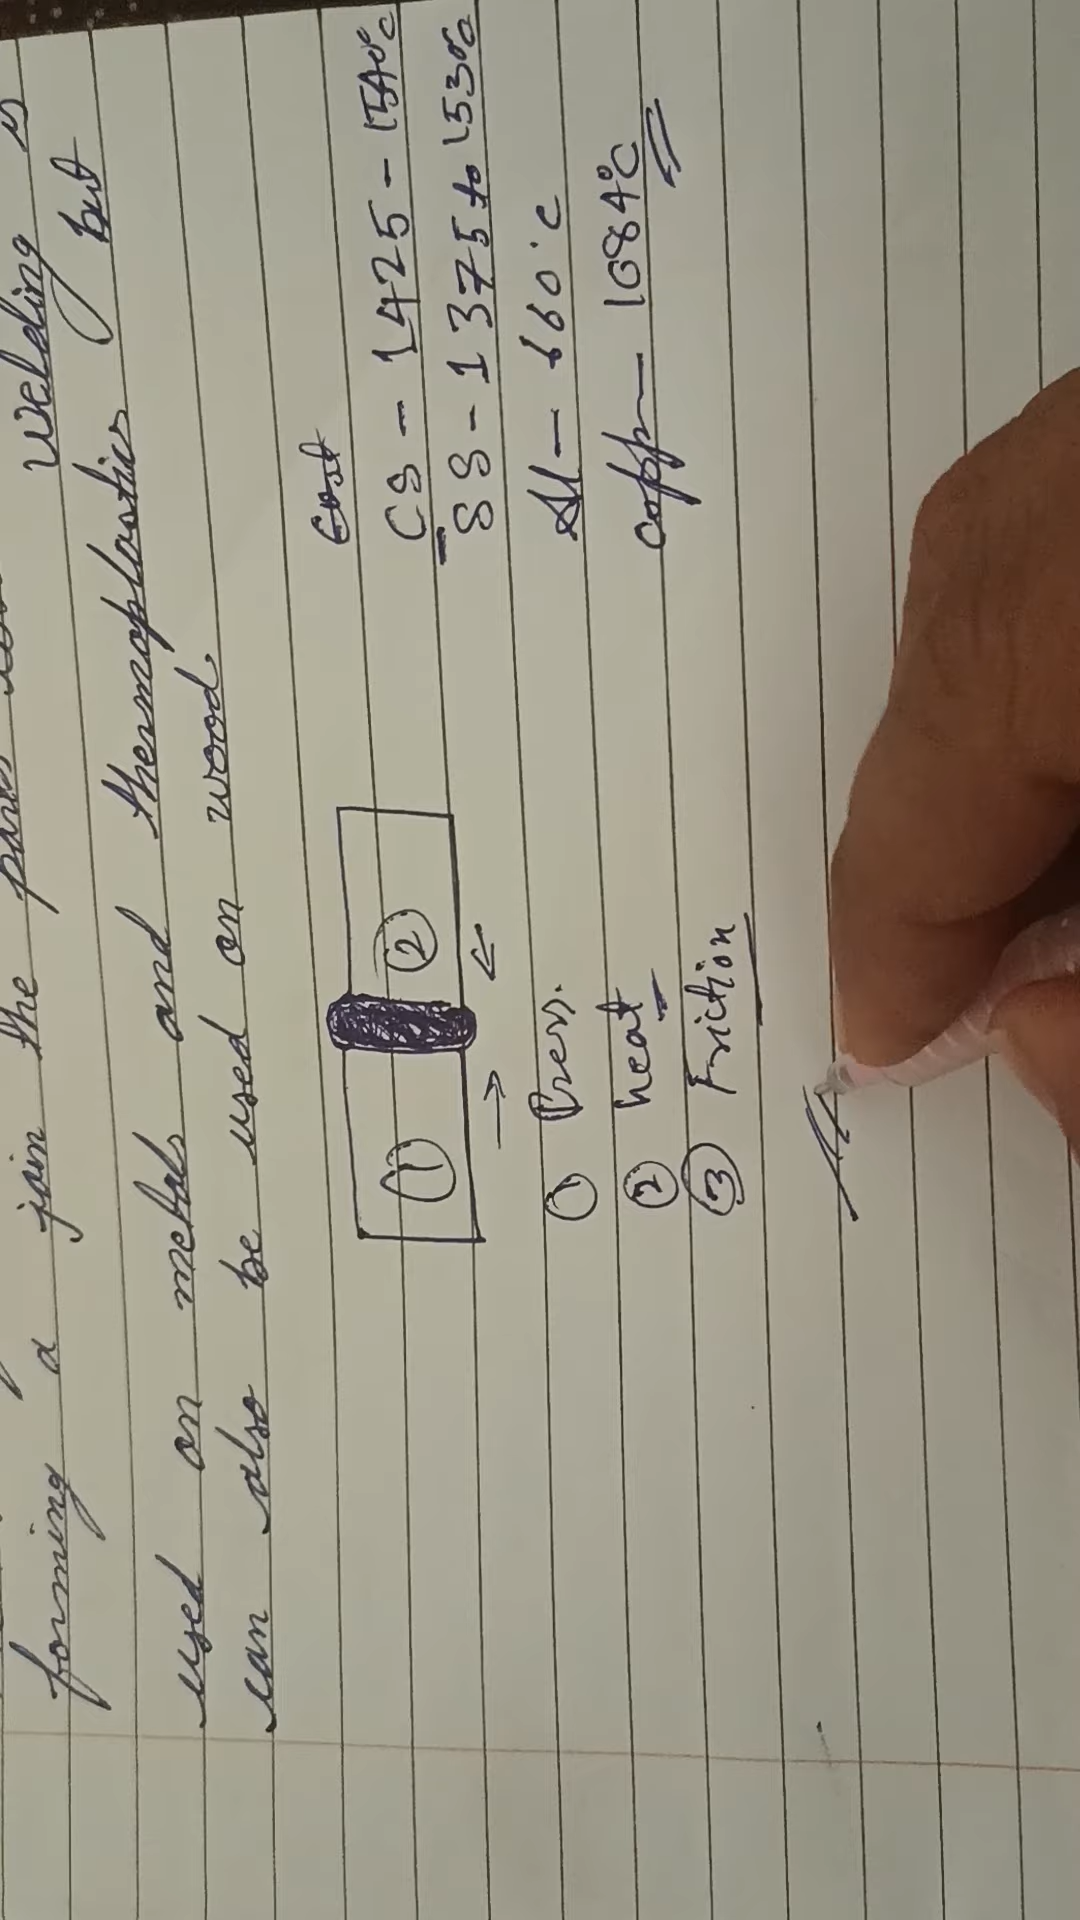 forming a join the parts welding is
used on metals and thermoplastics but
can also be used on wood.
① ②
→ ←
① Press.
② heat
③ Friction
Cost
CS - 1425 - 1540°C
SS - 1375 to 1530°C
Al - 660°C
Copp - 1084°C